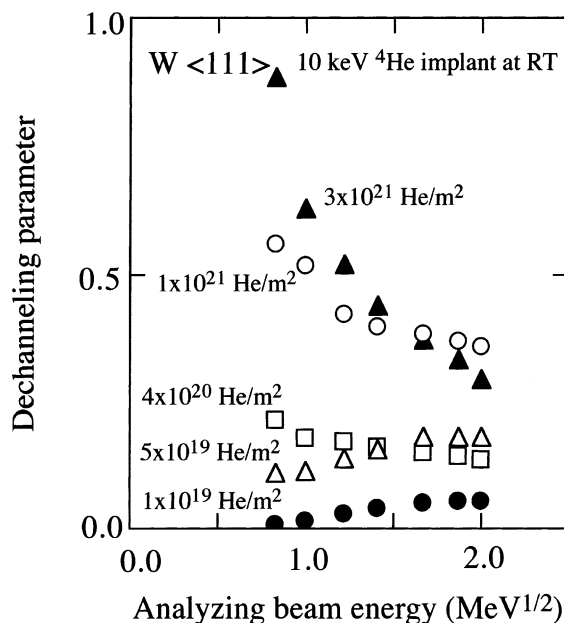 1.0
W <111> 10 keV ⁴He implant at RT
3x10²¹ He/m²
0.5
1x10²¹ He/m²
4x10²⁰ He/m²
5x10¹⁹ He/m²
1x10¹⁹ He/m²
0.0
0.0 1.0 2.0
Dechanneling parameter
Analyzing beam energy (MeV¹/²)